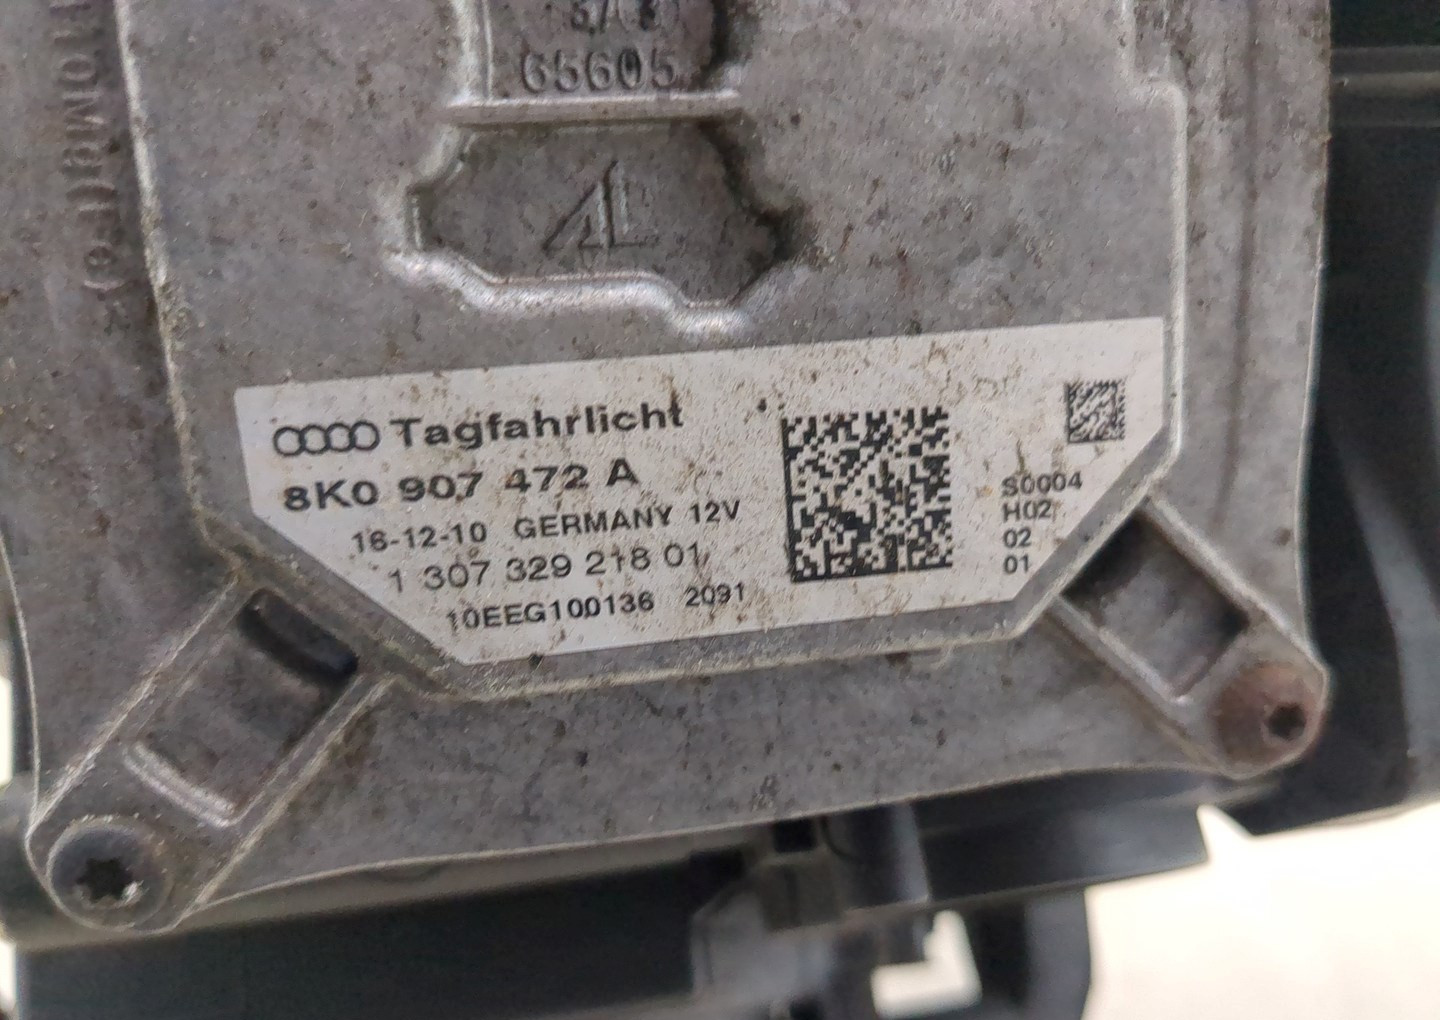 65605
AL
Tagfahrlicht
8K0 907 472 A
16-12-10 GERMANY 12V
1 307 329 218 01
10EEG100136 2091
S0004
H02
02
01